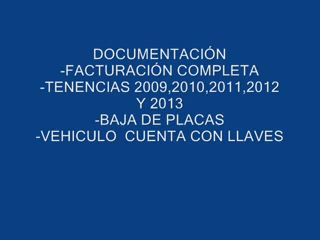 DOCUMENTACIÓN
-FACTURACIÓN COMPLETA
-TENENCIAS 2009,2010,2011,2012
Y 2013
-BAJA DE PLACAS
-VEHICULO  CUENTA CON LLAVES